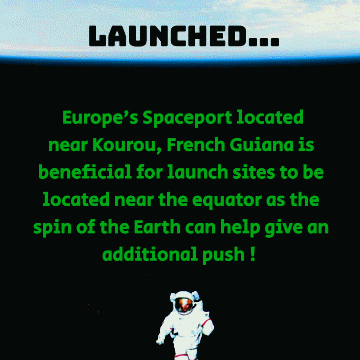 LAUNCHED...
Europe's Spaceport located
near Kourou, French Guiana is
beneficial for launch sites to be
located near the equator as the
spin of the Earth can help give an
additional push !